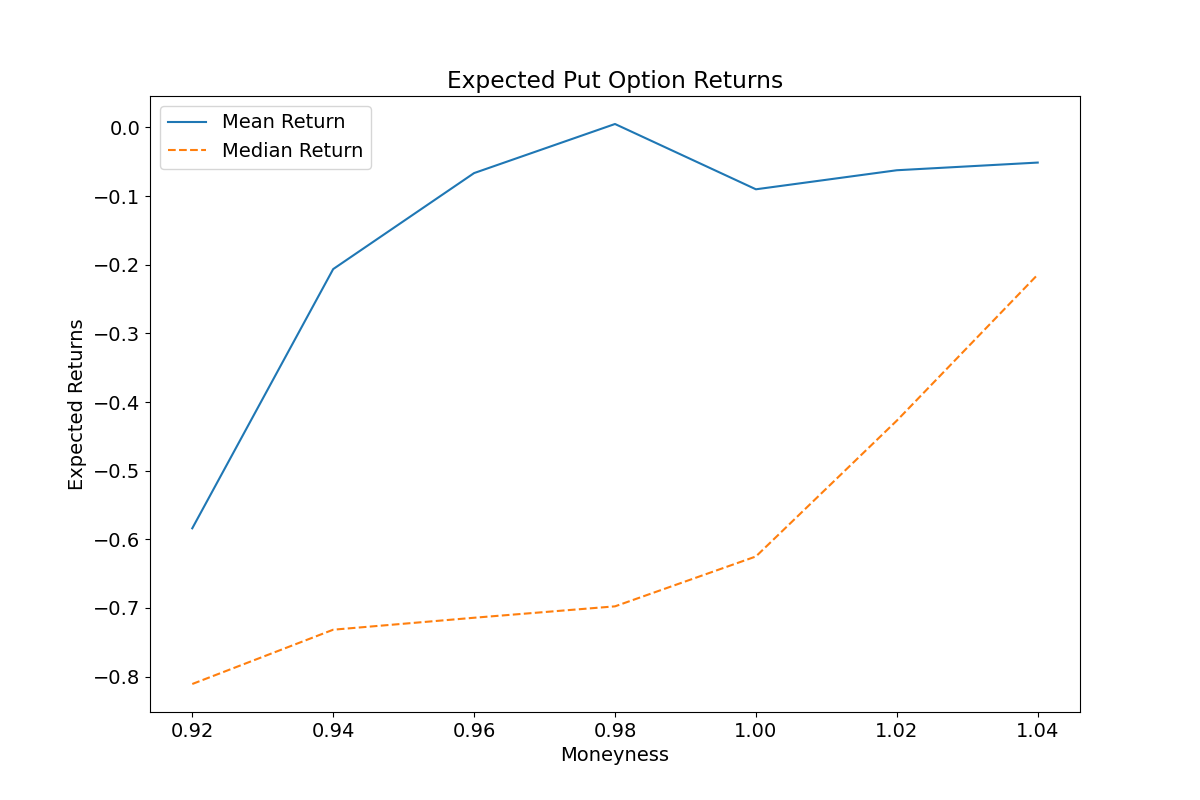 Expected Put Option Returns
Mean Return
Median Return
0.0
−0.1
−0.2
−0.3
−0.4
−0.5
−0.6
−0.7
−0.8
Expected Returns
0.92 0.94 0.96 0.98 1.00 1.02 1.04
Moneyness